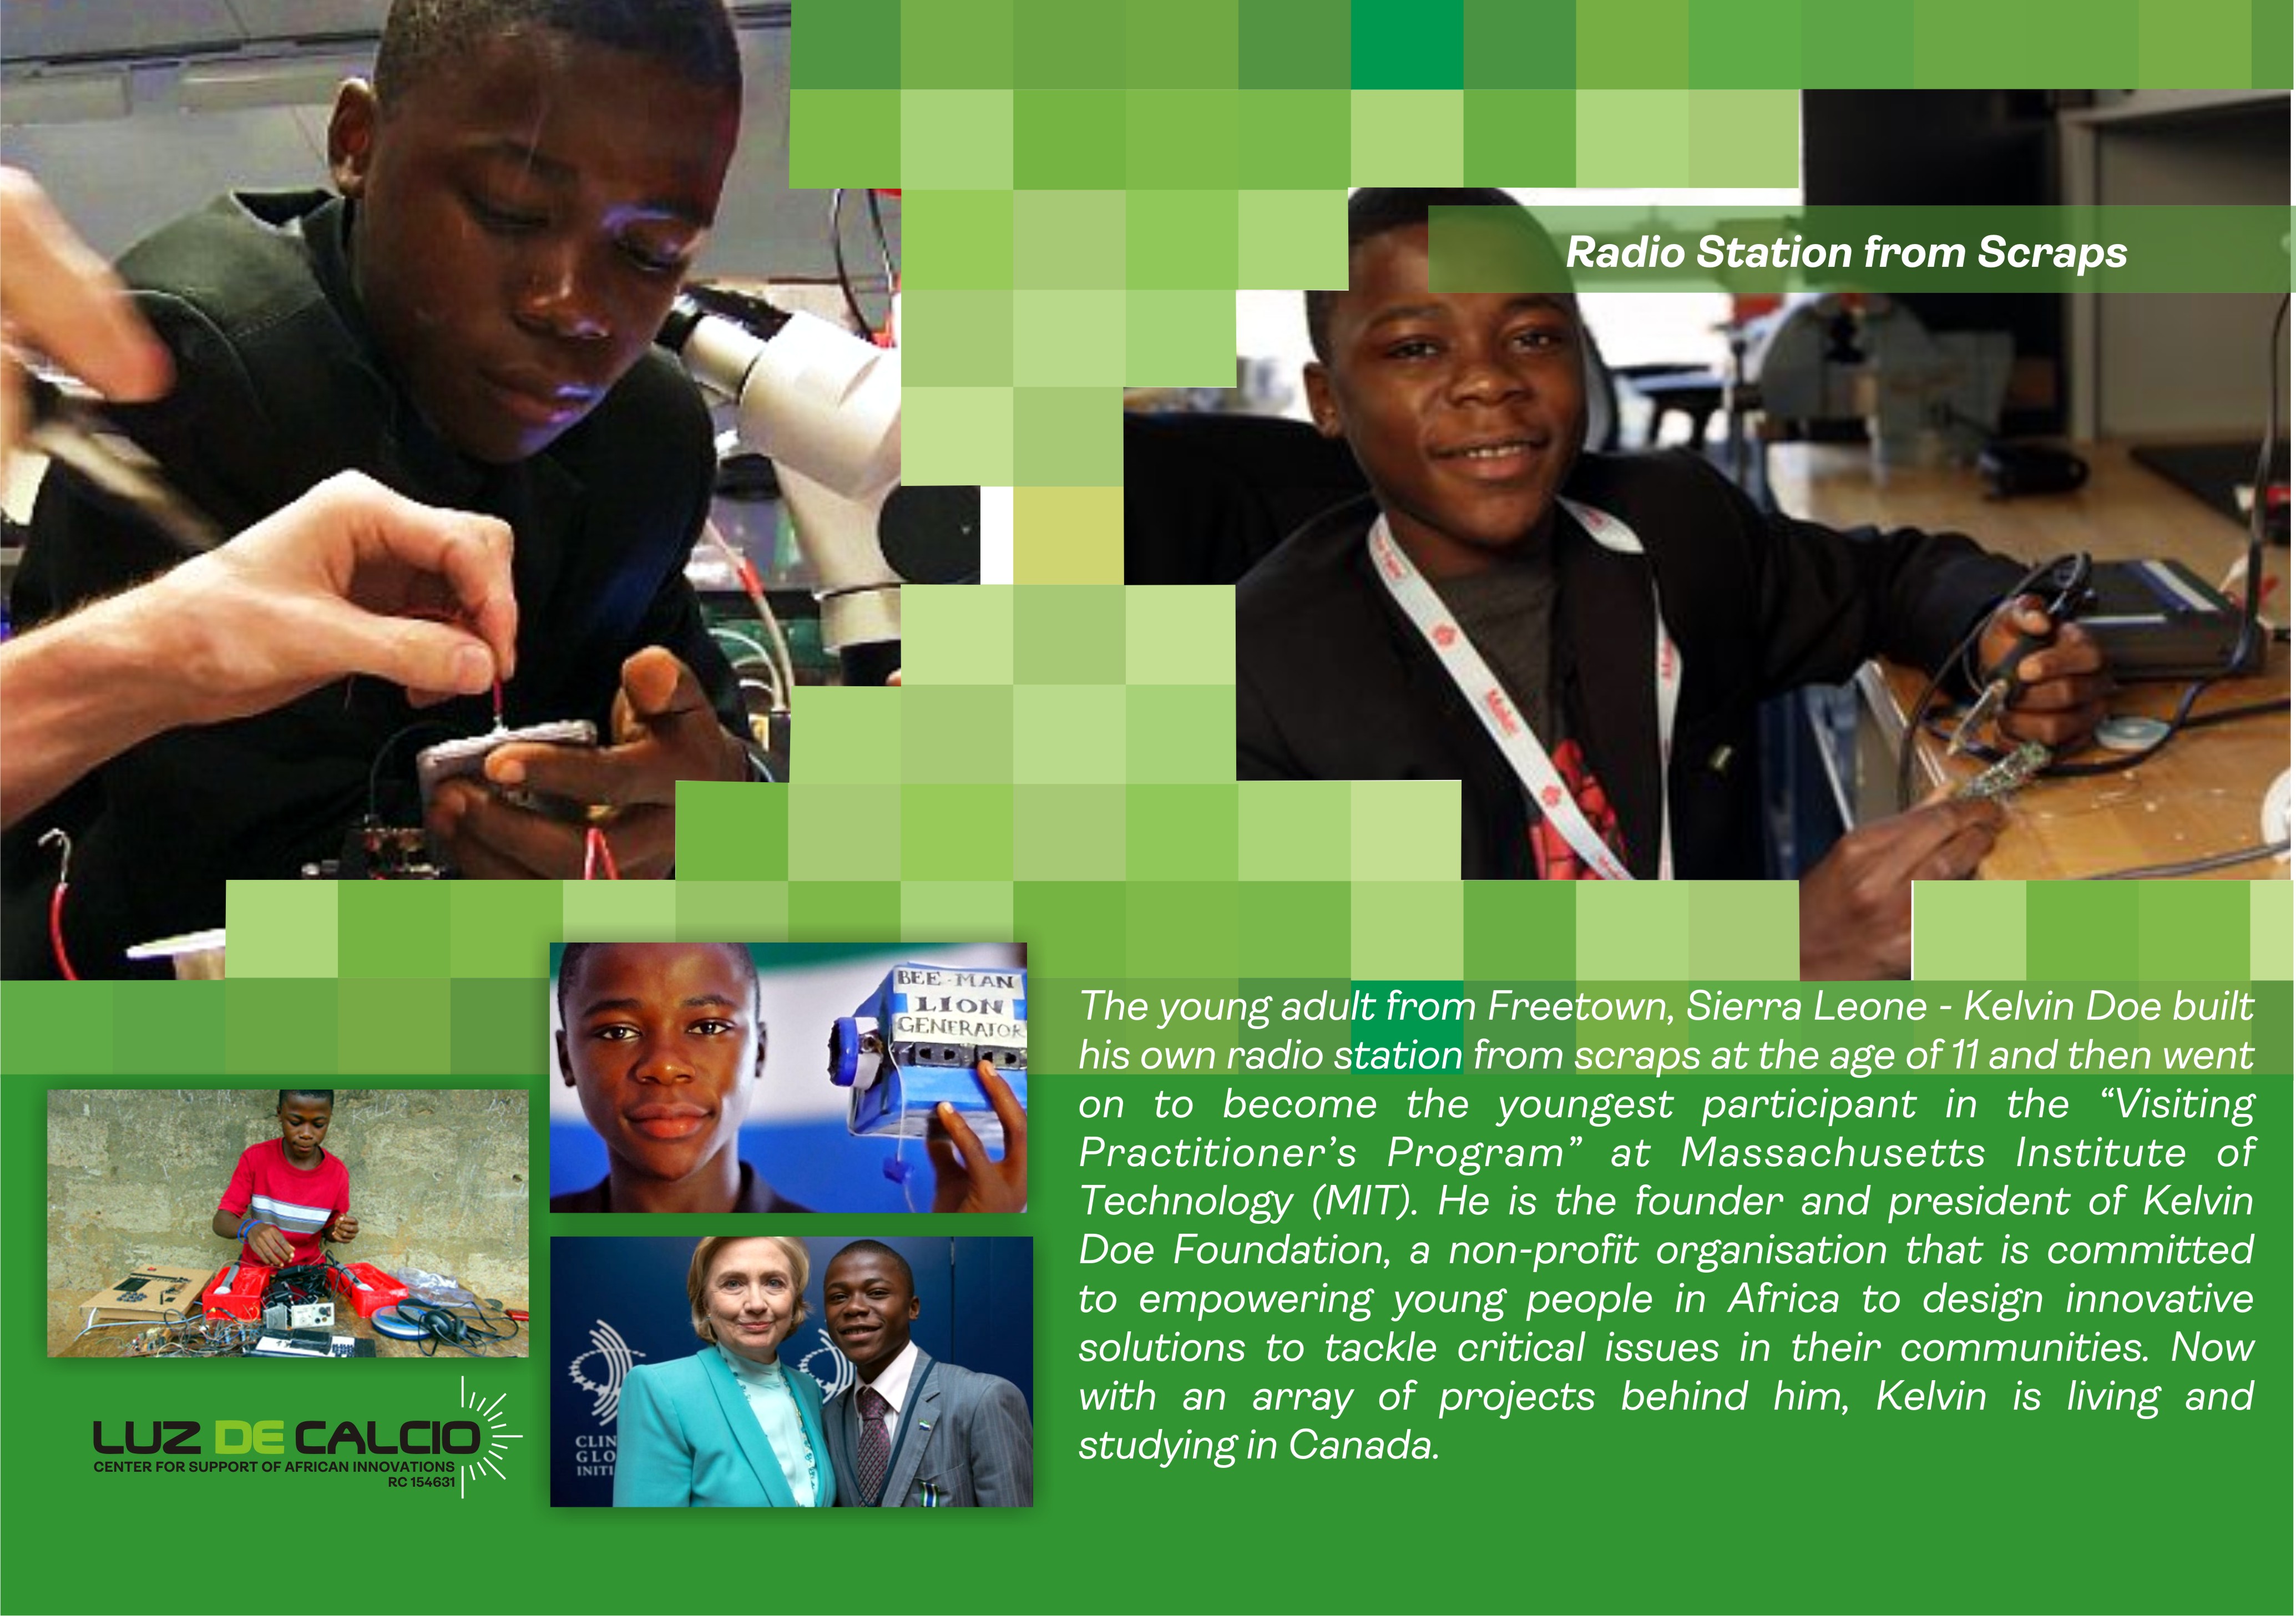 Radio Station from Scraps
BEE-MAN
LION
GENERATOR
The young adult from Freetown, Sierra Leone - Kelvin Doe built
his own radio station from scraps at the age of 11 and then went
on to become the youngest participant in the “Visiting
Practitioner’s Program” at Massachusetts Institute of
Technology (MIT). He is the founder and president of Kelvin
Doe Foundation, a non-profit organisation that is committed
to empowering young people in Africa to design innovative
solutions to tackle critical issues in their communities. Now
with an array of projects behind him, Kelvin is living and
studying in Canada.
CLIN
GLO
INITI
LUZ DE CALCIO
CENTER FOR SUPPORT OF AFRICAN INNOVATIONS
RC 154631